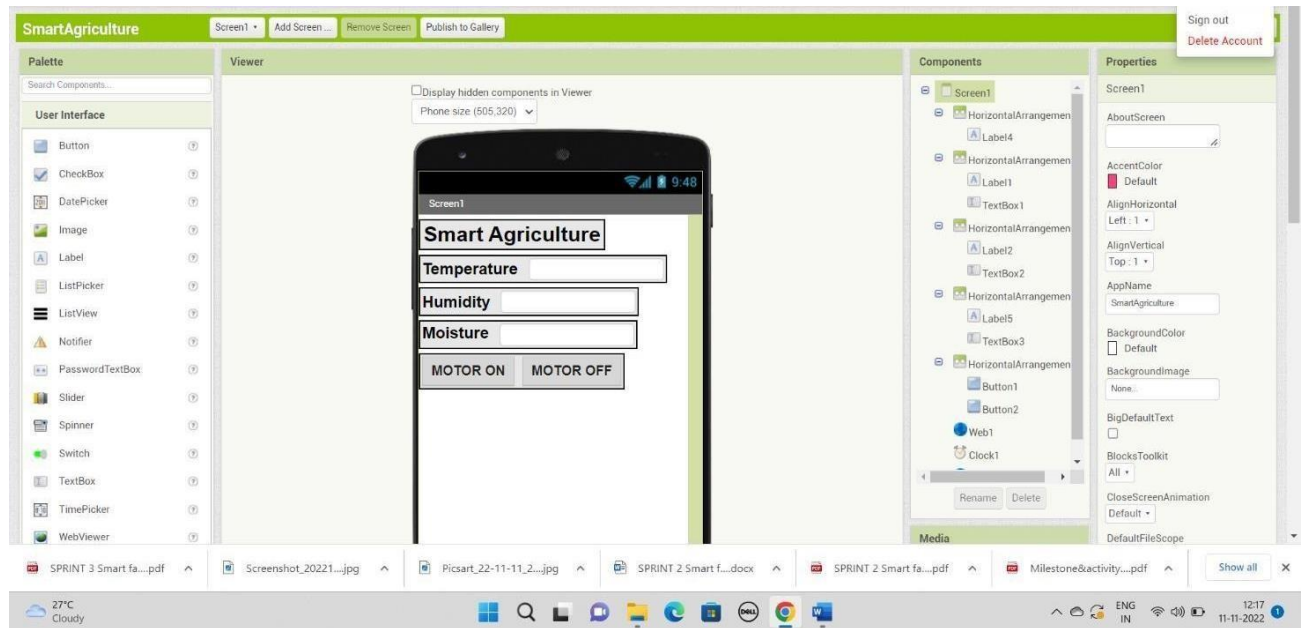 SmartAgriculture
Screen1
Add Screen ...
Remove Screen
Publish to Gallery
Sign out
Delete Account
Palette
Search Components...
User Interface
Button
CheckBox
DatePicker
Image
Label
ListPicker
ListView
Notifier
PasswordTextBox
Slider
Spinner
Switch
TextBox
TimePicker
WebViewer
Viewer
Display hidden components in Viewer
Phone size (505,320)
9:48
Screen1
Smart Agriculture
Temperature
Humidity
Moisture
MOTOR ON MOTOR OFF
Components
Screen1
HorizontalArrangemen
Label4
HorizontalArrangemen
Label1
TextBox1
HorizontalArrangemen
Label2
TextBox2
HorizontalArrangemen
Label5
TextBox3
HorizontalArrangemen
Button1
Button2
Web1
Clock1
Rename Delete
Media
Properties
Screen1
AboutScreen
AccentColor
Default
AlignHorizontal
Left : 1
AlignVertical
Top : 1
AppName
SmartAgriculture
BackgroundColor
Default
BackgroundImage
None...
BigDefaultText
BlocksToolkit
All
CloseScreenAnimation
Default
DefaultFileScope
SPRINT 3 Smart fa....pdf
Screenshot_20221....jpg
Picsart_22-11-11_2....jpg
SPRINT 2 Smart f....docx
SPRINT 2 Smart fa....pdf
Milestone&activity....pdf
Show all
27°C
Cloudy
DELL
ENG
IN
12:17
11-11-2022
1